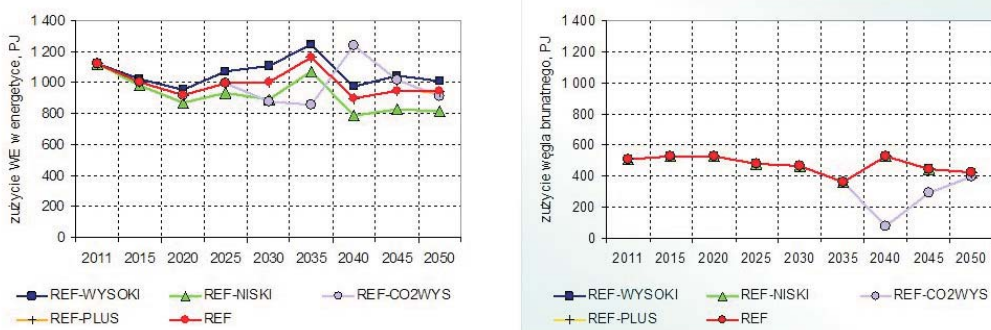 zużycie WE w energetyce, PJ
1 400
1 200
1 000
800
600
400
200
0
2011 2015 2020 2025 2030 2035 2040 2045 2050
REF-WYSOKI REF-NISKI REF-CO2WYS
REF-PLUS REF
zużycie węgla brunatnego, PJ
1 400
1 200
1 000
800
600
400
200
0
2011 2015 2020 2025 2030 2035 2040 2045 2050
REF-WYSOKI REF-NISKI REF-CO2WYS
REF-PLUS REF